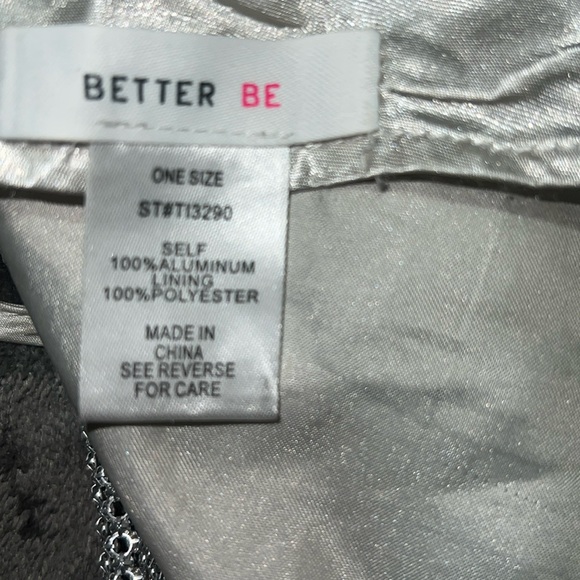 BETTER BE
ONE SIZE
ST#TI3290
SELF
100%ALUMINUM
LINING
100%POLYESTER
MADE IN
CHINA
SEE REVERSE
FOR CARE